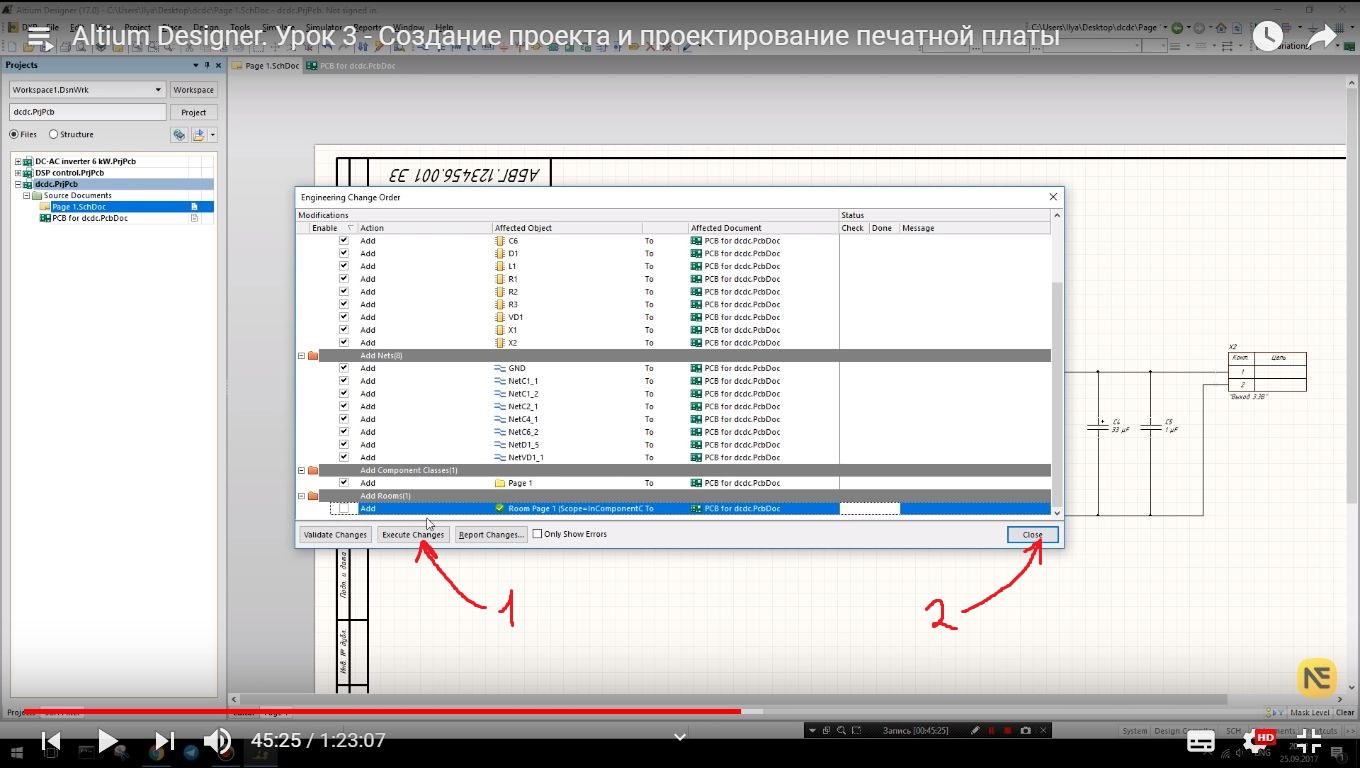 Altium Designer (17.0) - C:\Users\Ilya\Desktop\dcdc\Page 1.SchDoc - dcdc.PrjPcb. Not signed in.
Altium Designer. Урок 3 - Создание проекта и проектирование печатной платы
Projects
Page 1.SchDoc
PCB for dcdc.PcbDoc
Workspace1.DsnWrk
Workspace
dcdc.PrjPcb
Project
Files
Structure
DC-AC inverter 6 kW.PrjPcb
DSP control.PrjPcb
dcdc.PrjPcb
Source Documents
Page 1.SchDoc
PCB for dcdc.PcbDoc
АБВГ.123456.001 Э3
Engineering Change Order
Modifications
Status
Enable
Action
Affected Object
Affected Document
Check
Done
Message
Add C6 To PCB for dcdc.PcbDoc
Add D1 To PCB for dcdc.PcbDoc
Add L1 To PCB for dcdc.PcbDoc
Add R1 To PCB for dcdc.PcbDoc
Add R2 To PCB for dcdc.PcbDoc
Add R3 To PCB for dcdc.PcbDoc
Add VD1 To PCB for dcdc.PcbDoc
Add X1 To PCB for dcdc.PcbDoc
Add X2 To PCB for dcdc.PcbDoc
Add Nets(8)
Add GND To PCB for dcdc.PcbDoc
Add NetC1_1 To PCB for dcdc.PcbDoc
Add NetC1_2 To PCB for dcdc.PcbDoc
Add NetC2_1 To PCB for dcdc.PcbDoc
Add NetC4_1 To PCB for dcdc.PcbDoc
Add NetC6_2 To PCB for dcdc.PcbDoc
Add NetD1_5 To PCB for dcdc.PcbDoc
Add NetVD1_1 To PCB for dcdc.PcbDoc
Add Component Classes(1)
Add Page 1 To PCB for dcdc.PcbDoc
Add Rooms(1)
Add Room Page 1 (Scope=InComponentC To PCB for dcdc.PcbDoc
Validate Changes
Execute Changes
Report Changes...
Only Show Errors
Close
1
2
X2
Конт. Цепь
1
2
"Выход 3.3В"
C4
33 µF
C5
1 µF
Подп. и дата
Инв. № дубл.
NE
Mask Level
Clear
45:25 / 1:23:07
Запись [00:45:25]
System
HD
25.09.2017